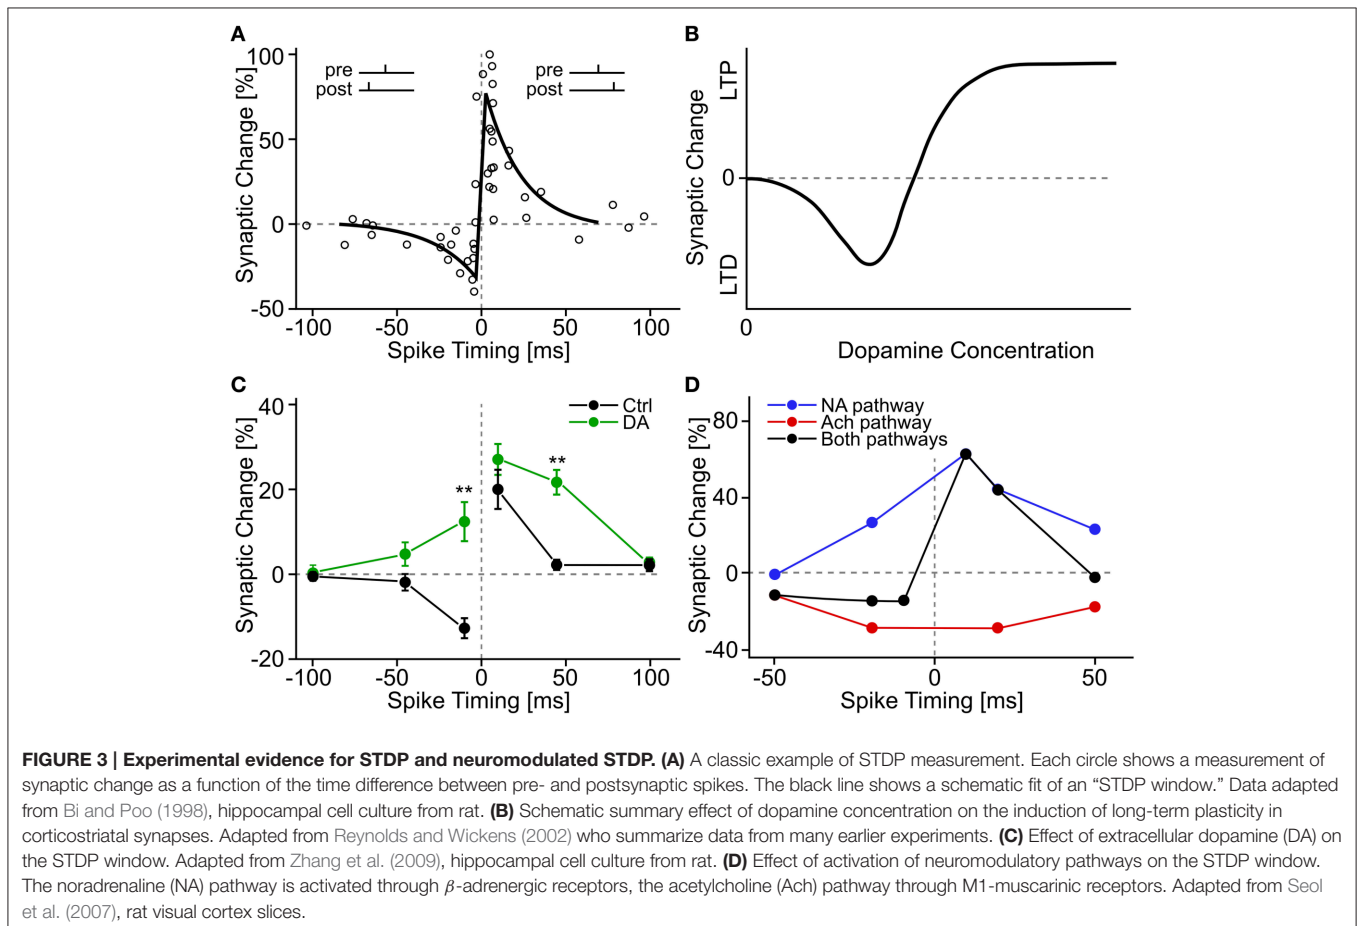 A
Synaptic Change [%]
100
50
0
-50
pre
post
pre
post
-100
-50
0
50
100
Spike Timing [ms]
B
Synaptic Change
LTP
0
LTD
0
Dopamine Concentration
C
Synaptic Change [%]
40
20
0
-20
Ctrl
DA
**
**
-100
-50
0
50
100
Spike Timing [ms]
D
Synaptic Change [%]
80
40
0
-40
NA pathway
Ach pathway
Both pathways
-50
0
50
Spike Timing [ms]
FIGURE 3 | Experimental evidence for STDP and neuromodulated STDP. (A) A classic example of STDP measurement. Each circle shows a measurement of
synaptic change as a function of the time difference between pre- and postsynaptic spikes. The black line shows a schematic fit of an “STDP window.” Data adapted
from Bi and Poo (1998), hippocampal cell culture from rat. (B) Schematic summary effect of dopamine concentration on the induction of long-term plasticity in
corticostriatal synapses. Adapted from Reynolds and Wickens (2002) who summarize data from many earlier experiments. (C) Effect of extracellular dopamine (DA) on
the STDP window. Adapted from Zhang et al. (2009), hippocampal cell culture from rat. (D) Effect of activation of neuromodulatory pathways on the STDP window.
The noradrenaline (NA) pathway is activated through β-adrenergic receptors, the acetylcholine (Ach) pathway through M1-muscarinic receptors. Adapted from Seol
et al. (2007), rat visual cortex slices.